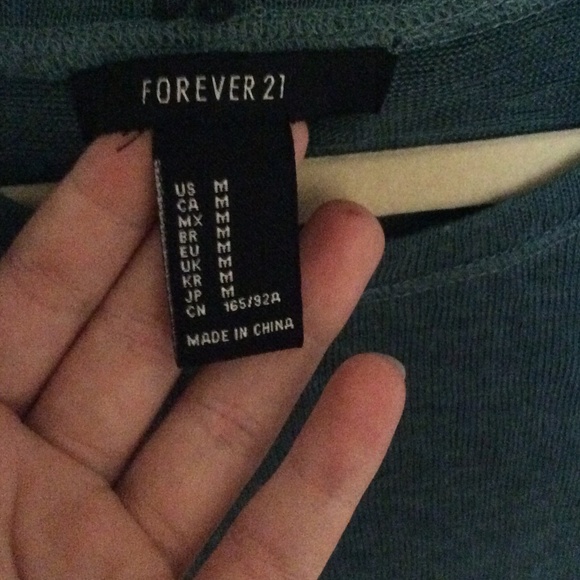 FOREVER 21
US M
CA M
MX M
BR M
EU M
UK M
KR M
JP M
CN 165/92A
MADE IN CHINA